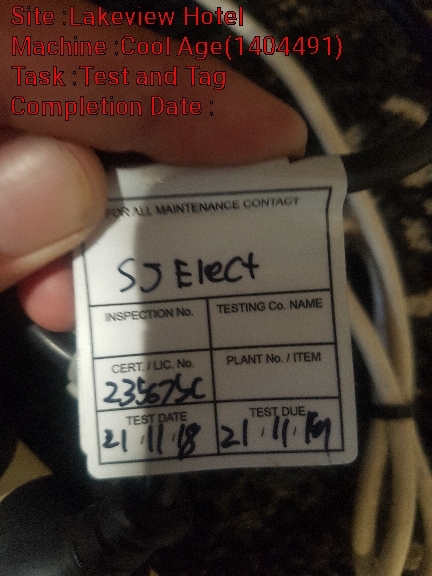 Site :Lakeview Hotel
Machine :Cool Age(1404491)
Task :Test and Tag
Completion Date :
FOR ALL MAINTENANCE CONTACT
SJ Elect
INSPECTION No. TESTING Co. NAME
CERT. / LIC. No. PLANT No. / ITEM
235675C
TEST DATE TEST DUE
21 / 11 / 18 21 / 11 / 19